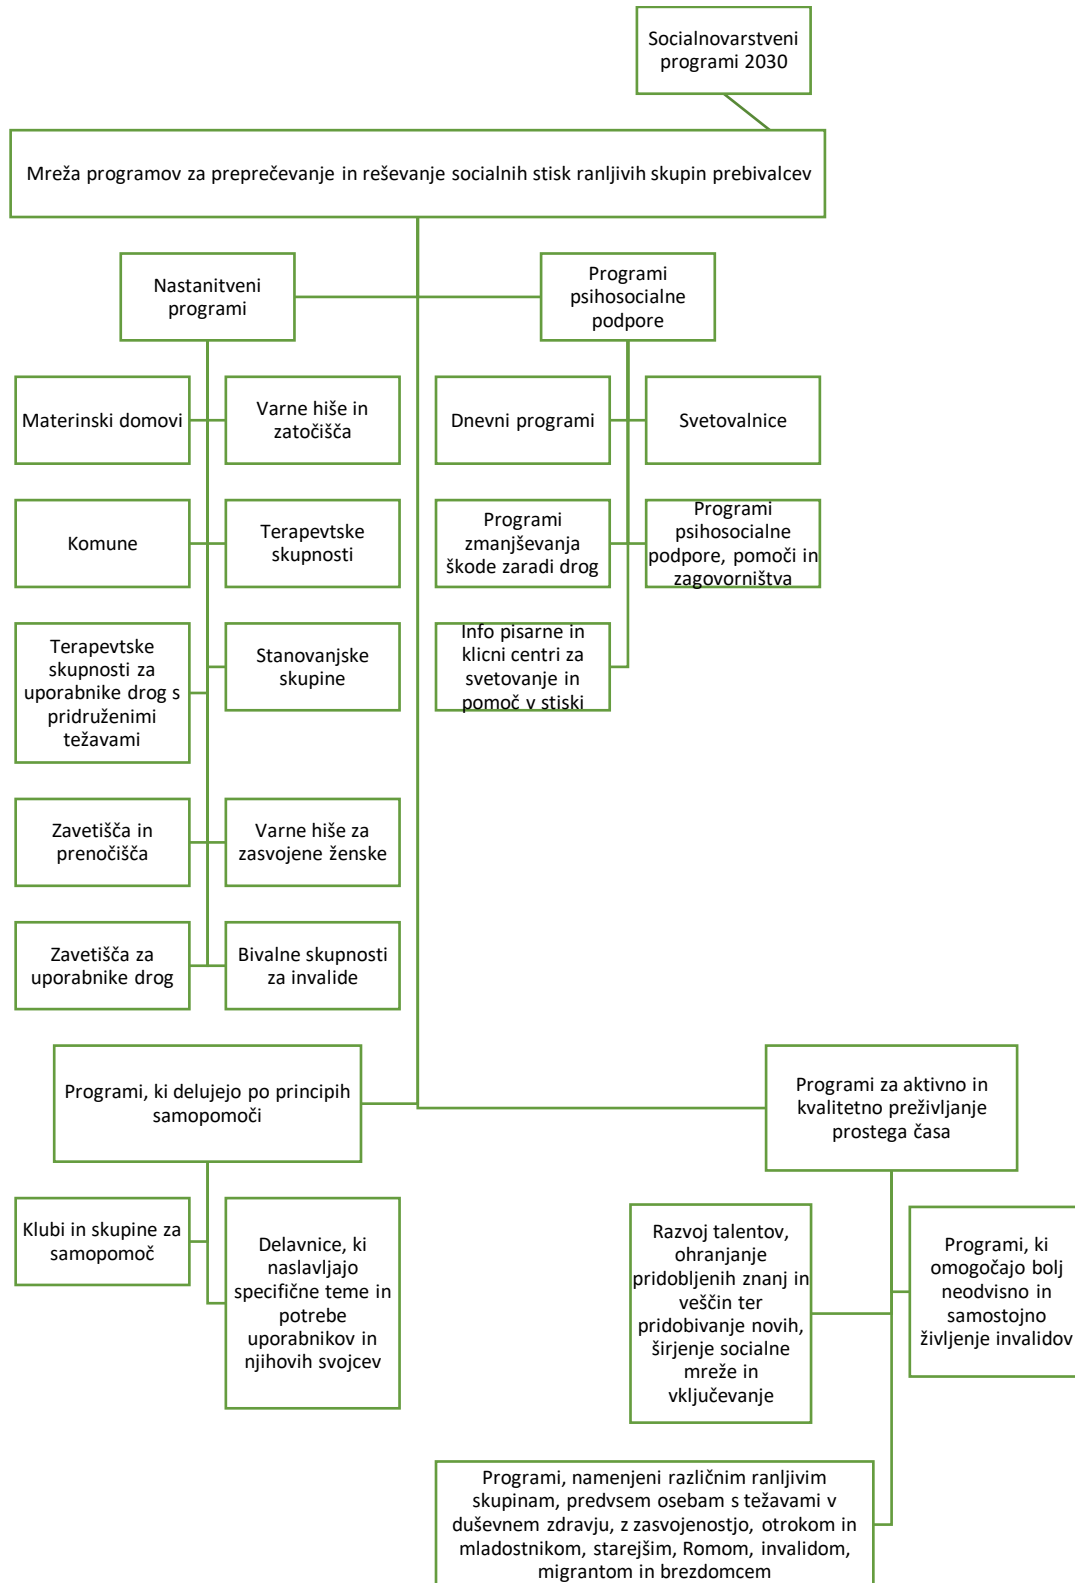 Socialnovarstveni
programi 2030
Mreža programov za preprečevanje in reševanje socialnih stisk ranljivih skupin prebivalcev
Nastanitveni
programi
Programi
psihosocialne
podpore
Materinski domovi
Varne hiše in
zatočišča
Dnevni programi
Svetovalnice
Komune
Terapevtske
skupnosti
Programi
zmanjševanja
škode zaradi drog
Programi
psihosocialne
podpore, pomoči in
zagovorništva
Terapevtske
skupnosti za
uporabnike drog s
pridruženimi
težavami
Stanovanjske
skupine
Info pisarne in
klicni centri za
svetovanje in
pomoč v stiski
Zavetišča in
prenočišča
Varne hiše za
zasvojene ženske
Zavetišča za
uporabnike drog
Bivalne skupnosti
za invalide
Programi, ki delujejo po principih
samopomoči
Programi za aktivno in
kvalitetno preživljanje
prostega časa
Klubi in skupine za
samopomoč
Delavnice, ki
naslavljajo
specifične teme in
potrebe
uporabnikov in
njihovih svojcev
Razvoj talentov,
ohranjanje
pridobljenih znanj in
veščin ter
pridobivanje novih,
širjenje socialne
mreže in
vključevanje
Programi, ki
omogočajo bolj
neodvisno in
samostojno
življenje invalidov
Programi, namenjeni različnim ranljivim
skupinam, predvsem osebam s težavami v
duševnem zdravju, z zasvojenostjo, otrokom in
mladostnikom, starejšim, Romom, invalidom,
migrantom in brezdomcem